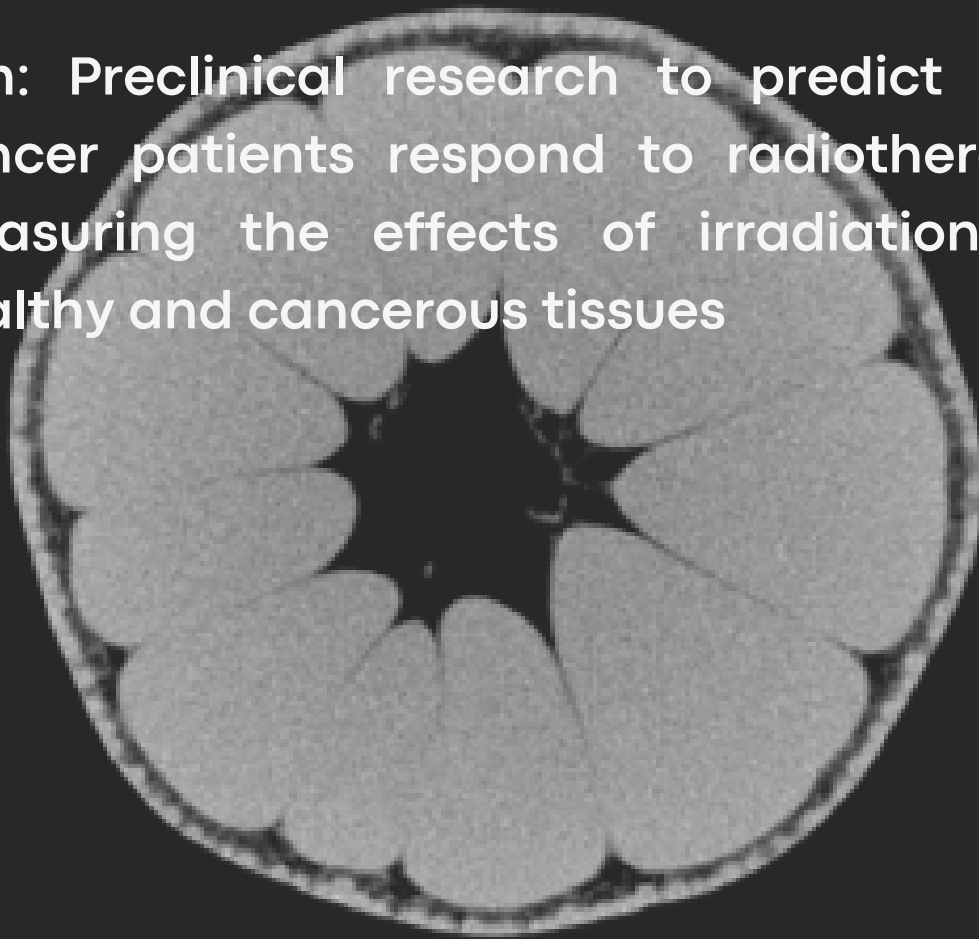 n: Preclinical research to predict
ncer patients respond to radiother
asuring the effects of irradiation
althy and cancerous tissues